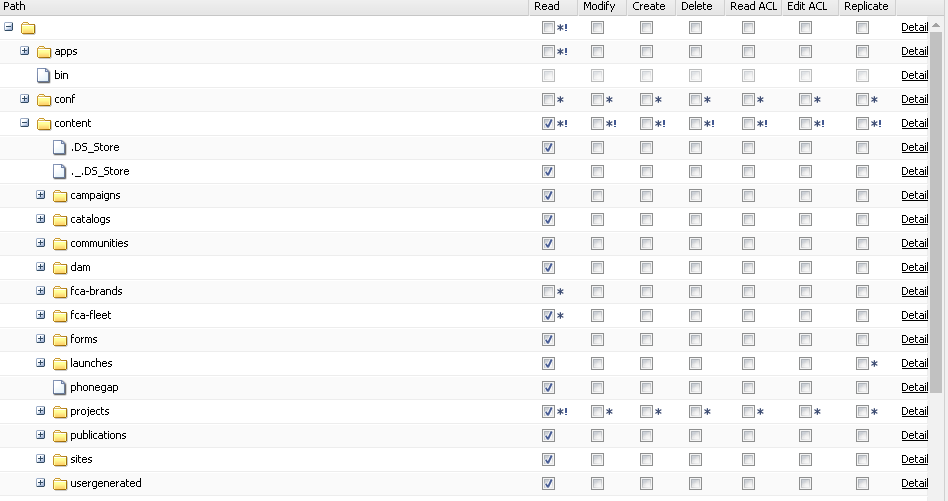 Path Read Modify Create Delete Read ACL Edit ACL Replicate
*! Detail
apps *! Detail
bin Detail
conf * * * * * * * Detail
content *! *! *! *! *! *! *! Detail
.DS_Store Detail
._.DS_Store Detail
campaigns Detail
catalogs Detail
communities Detail
dam Detail
fca-brands * Detail
fca-fleet * Detail
forms Detail
launches * Detail
phonegap Detail
projects *! * * * * * * Detail
publications Detail
sites Detail
usergenerated Detail